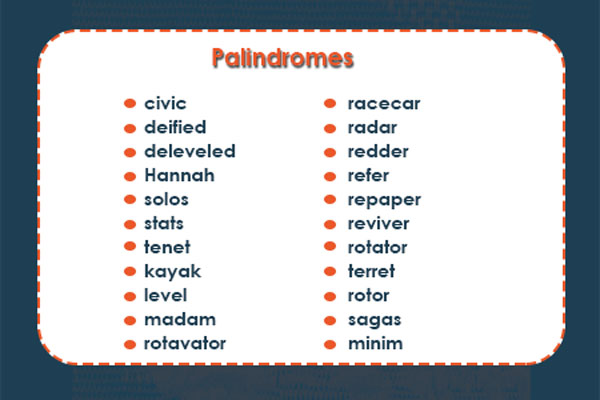 Palindromes
civic
deified
deleveled
Hannah
solos
stats
tenet
kayak
level
madam
rotavator
racecar
radar
redder
refer
repaper
reviver
rotator
terret
rotor
sagas
minim